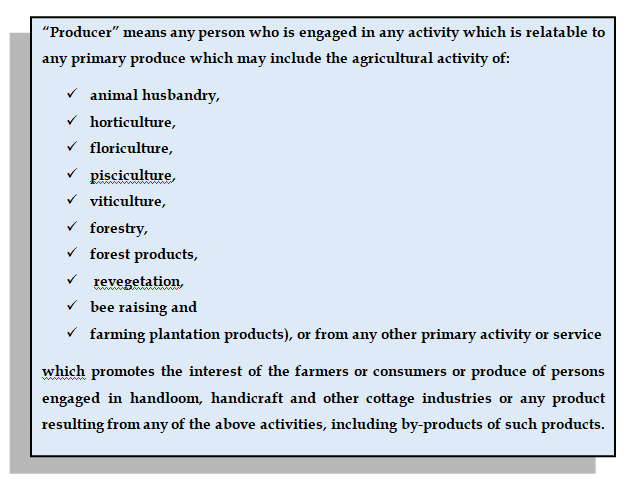 “Producer” means any person who is engaged in any activity which is relatable to
any primary produce which may include the agricultural activity of:
✓ animal husbandry,
✓ horticulture,
✓ floriculture,
✓ pisciculture,
✓ viticulture,
✓ forestry,
✓ forest products,
✓ revegetation,
✓ bee raising and
✓ farming plantation products), or from any other primary activity or service
which promotes the interest of the farmers or consumers or produce of persons
engaged in handloom, handicraft and other cottage industries or any product
resulting from any of the above activities, including by-products of such products.